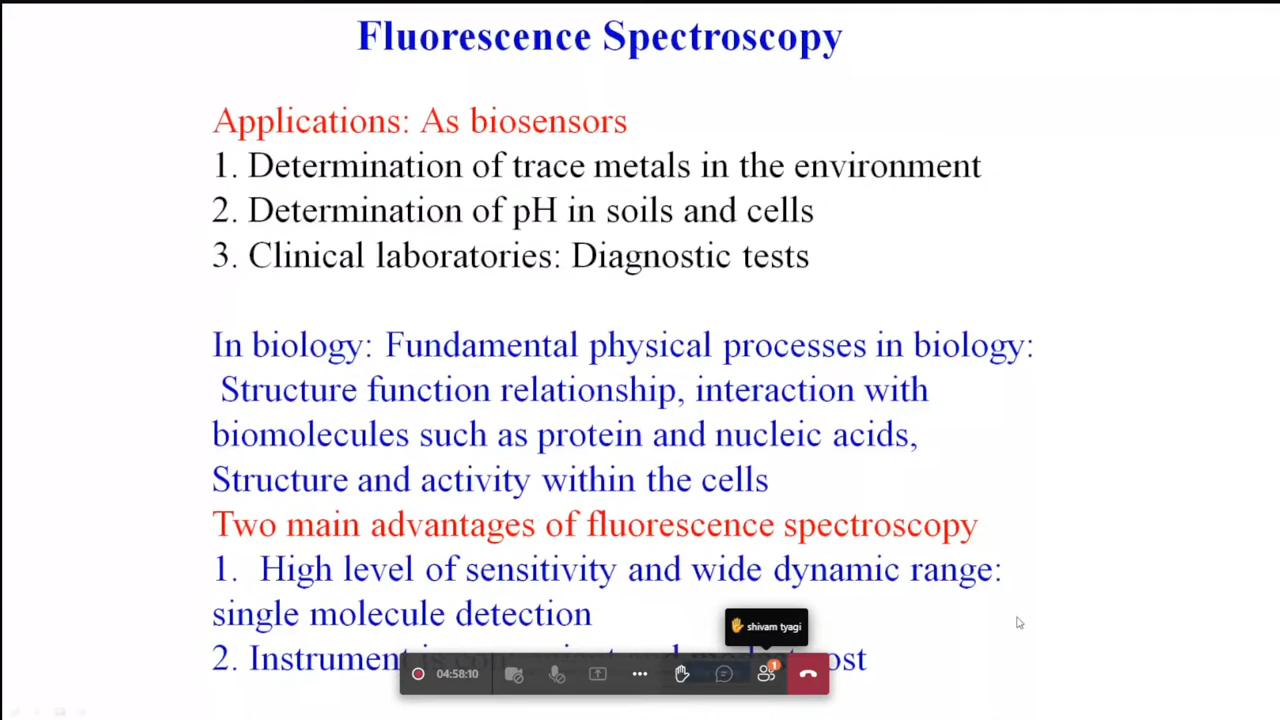 Fluorescence Spectroscopy
Applications: As biosensors
1. Determination of trace metals in the environment
2. Determination of pH in soils and cells
3. Clinical laboratories: Diagnostic tests
In biology: Fundamental physical processes in biology:
Structure function relationship, interaction with
biomolecules such as protein and nucleic acids,
Structure and activity within the cells
Two main advantages of fluorescence spectroscopy
1. High level of sensitivity and wide dynamic range:
single molecule detection
shivam tyagi
2. Instrument is
04:58:10
1